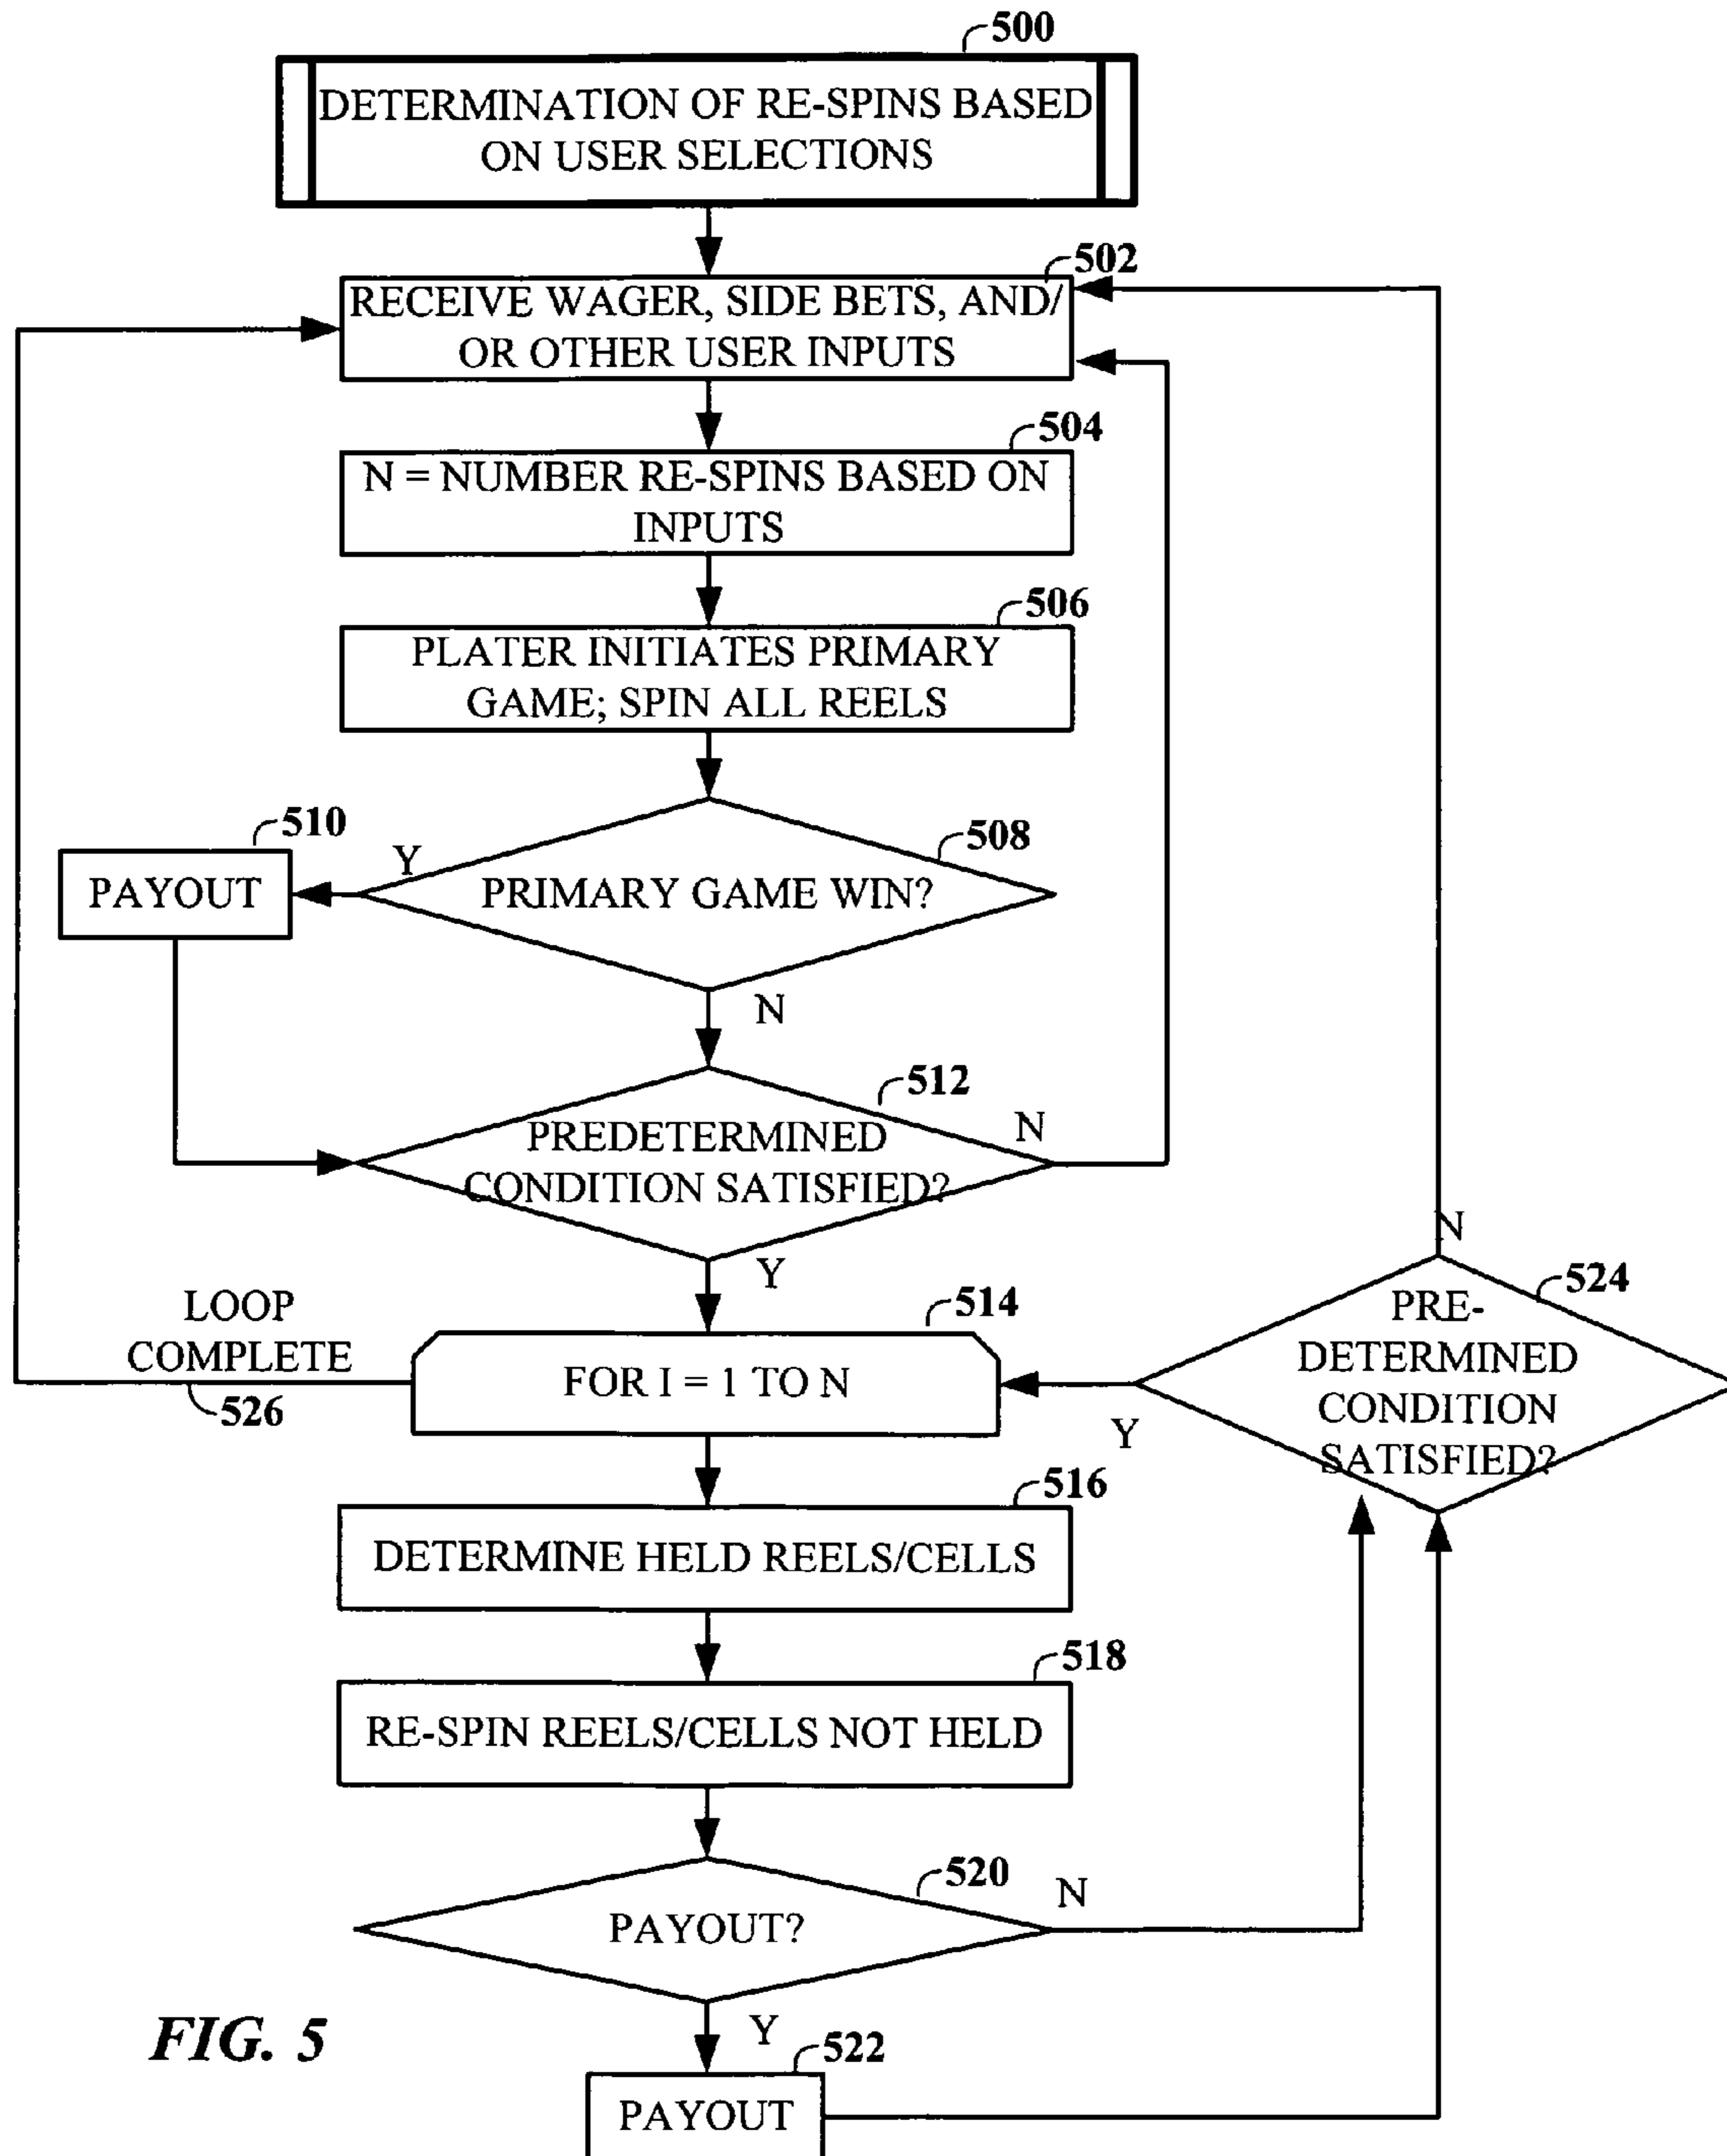 500
DETERMINATION OF RE-SPINS BASED
ON USER SELECTIONS
502
RECEIVE WAGER, SIDE BETS, AND/
OR OTHER USER INPUTS
504
N = NUMBER RE-SPINS BASED ON
INPUTS
506
PLATER INITIATES PRIMARY
GAME; SPIN ALL REELS
508
PRIMARY GAME WIN?
Y
510
PAYOUT
N
512
PREDETERMINED
CONDITION SATISFIED?
N
Y
514
FOR I = 1 TO N
LOOP
COMPLETE
526
N
524
PRE-
DETERMINED
CONDITION
SATISFIED?
Y
516
DETERMINE HELD REELS/CELLS
518
RE-SPIN REELS/CELLS NOT HELD
520
PAYOUT?
N
Y
522
PAYOUT
FIG. 5